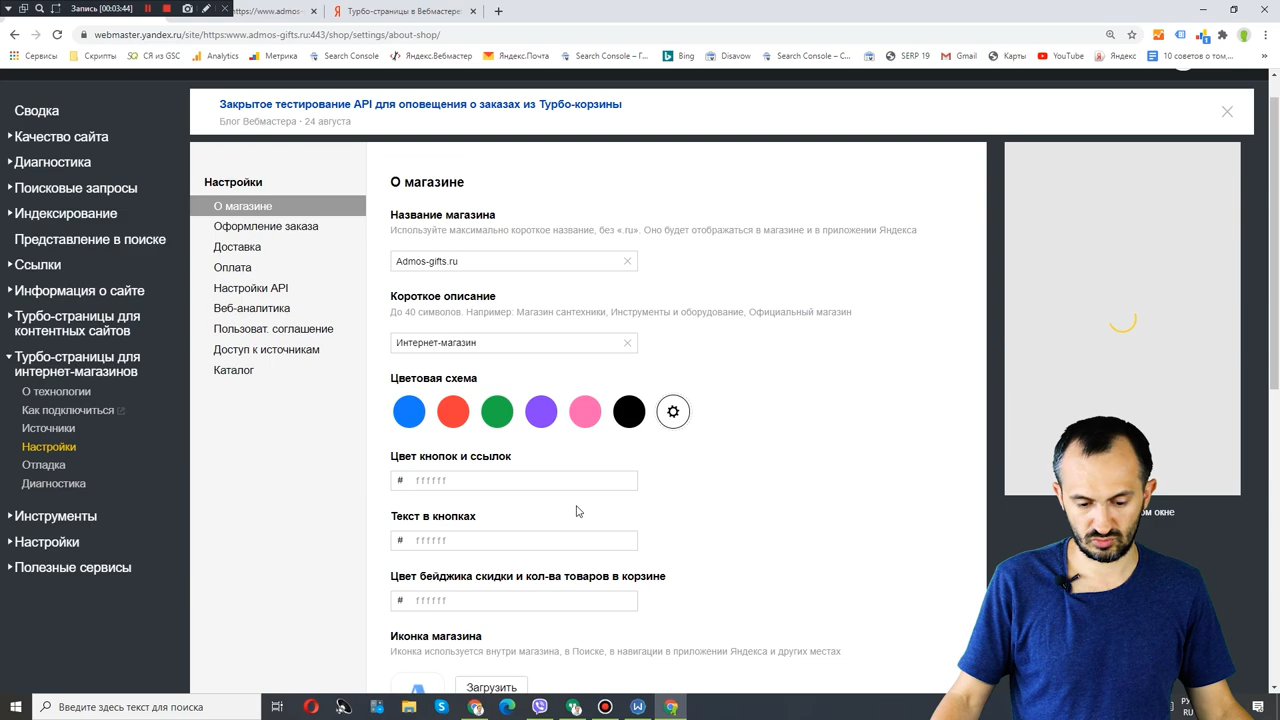 Запись [00:03:44]
https://www.admos-
Турбо-страницы в Вебмастере
webmaster.yandex.ru/site/https:www.admos-gifts.ru:443/shop/settings/about-shop/
Сервисы
Скрипты
СЯ из GSC
Analytics
Метрика
Search Console
Яндекс.Вебмастер
Яндекс.Почта
Search Console – Г...
Bing
Disavow
Search Console – С...
SERP 19
Gmail
Карты
YouTube
Яндекс
10 советов о том,...
Закрытое тестирование API для оповещения о заказах из Турбо-корзины
Блог Вебмастера · 24 августа
Сводка
Качество сайта
Диагностика
Поисковые запросы
Индексирование
Представление в поиске
Ссылки
Информация о сайте
Турбо-страницы для
контентных сайтов
Турбо-страницы для
интернет-магазинов
О технологии
Как подключиться
Источники
Настройки
Отладка
Диагностика
Инструменты
Настройки
Полезные сервисы
Настройки
О магазине
Оформление заказа
Доставка
Оплата
Настройки API
Веб-аналитика
Пользоват. соглашение
Доступ к источникам
Каталог
О магазине
Название магазина
Используйте максимально короткое название, без «.ru». Оно будет отображаться в магазине и в приложении Яндекса
Admos-gifts.ru
Короткое описание
До 40 символов. Например: Магазин сантехники, Инструменты и оборудование, Официальный магазин
Интернет-магазин
Цветовая схема
Цвет кнопок и ссылок
# ffffff
Текст в кнопках
# ffffff
Цвет бейджика скидки и кол-ва товаров в корзине
# ffffff
Иконка магазина
Иконка используется внутри магазина, в Поиске, в навигации в приложении Яндекса и других местах
Загрузить
ом окне
Введите здесь текст для поиска
RU